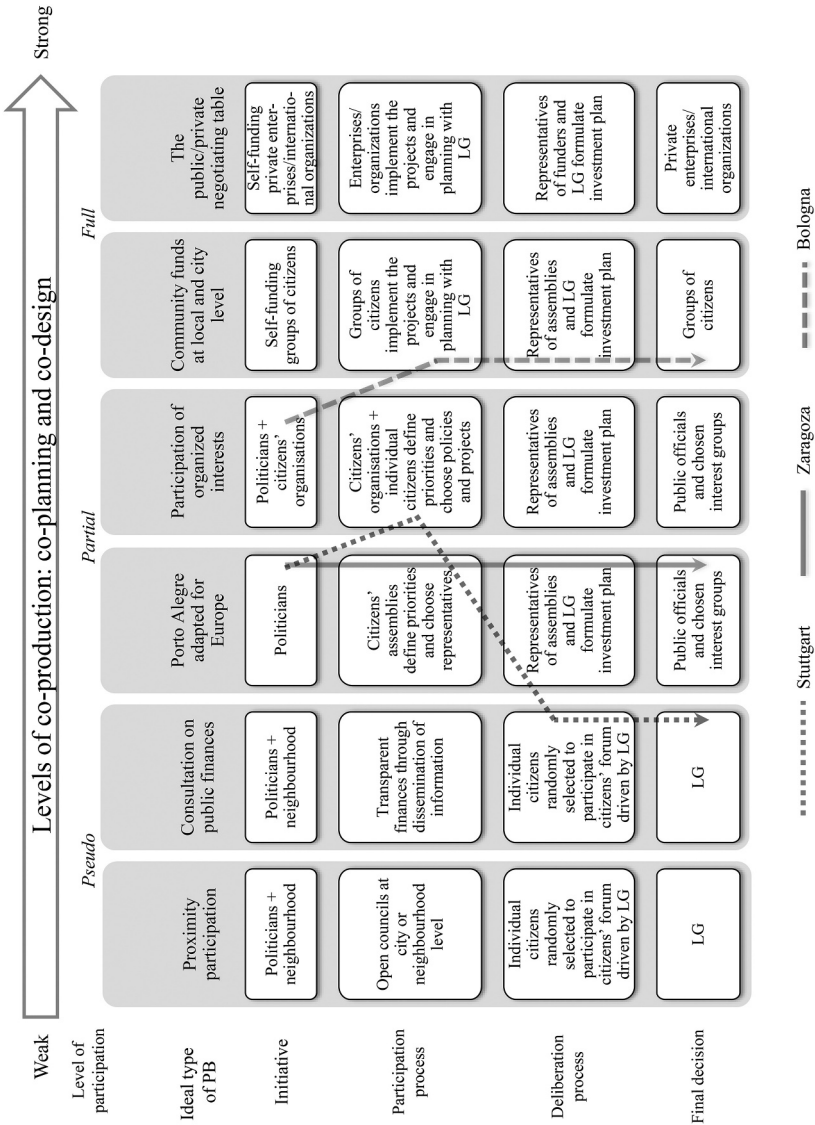 Levels of co-production: co-planning and co-design
Weak
Strong
Level of
participation
Pseudo
Partial
Full
Ideal type
of PB
Proximity
participation
Consultation on
public finances
Porto Alegre
adapted for
Europe
Participation of
organized
interests
Community funds
at local and city
level
The
public/private
negotiating table
Initiative
Politicians +
neighbourhood
Politicians +
neighbourhood
Politicians
Politicians +
citizens’
organisations
Self-funding
groups of citizens
Self-funding
private enter-
prises/internatio-
nal organizations
Participation
process
Open councils at
city or
neighbourhood
level
Transparent
finances through
dissemination of
information
Citizens’
assemblies
define priorities
and choose
representatives
Citizens’
organisations +
individual
citizens define
priorities and
choose policies
and projects
Groups of
citizens
implement the
projects and
engage in
planning with
LG
Enterprises/
organizations
implement the
projects and
engage in
planning with
LG
Deliberation
process
Individual
citizens
randomly
selected to
participate in
citizens’ forum
driven by LG
Individual
citizens
randomly
selected to
participate in
citizens’ forum
driven by LG
Representatives
of assemblies
and LG
formulate
investment plan
Representatives
of assemblies
and LG
formulate
investment plan
Representatives
of assemblies
and LG
formulate
investment plan
Representatives
of funders and
LG formulate
investment plan
Final decision
LG
LG
Public officials
and chosen
interest groups
Public officials
and chosen
interest groups
Groups of
citizens
Private
enterprises/
international
organizations
Stuttgart
Zaragoza
Bologna